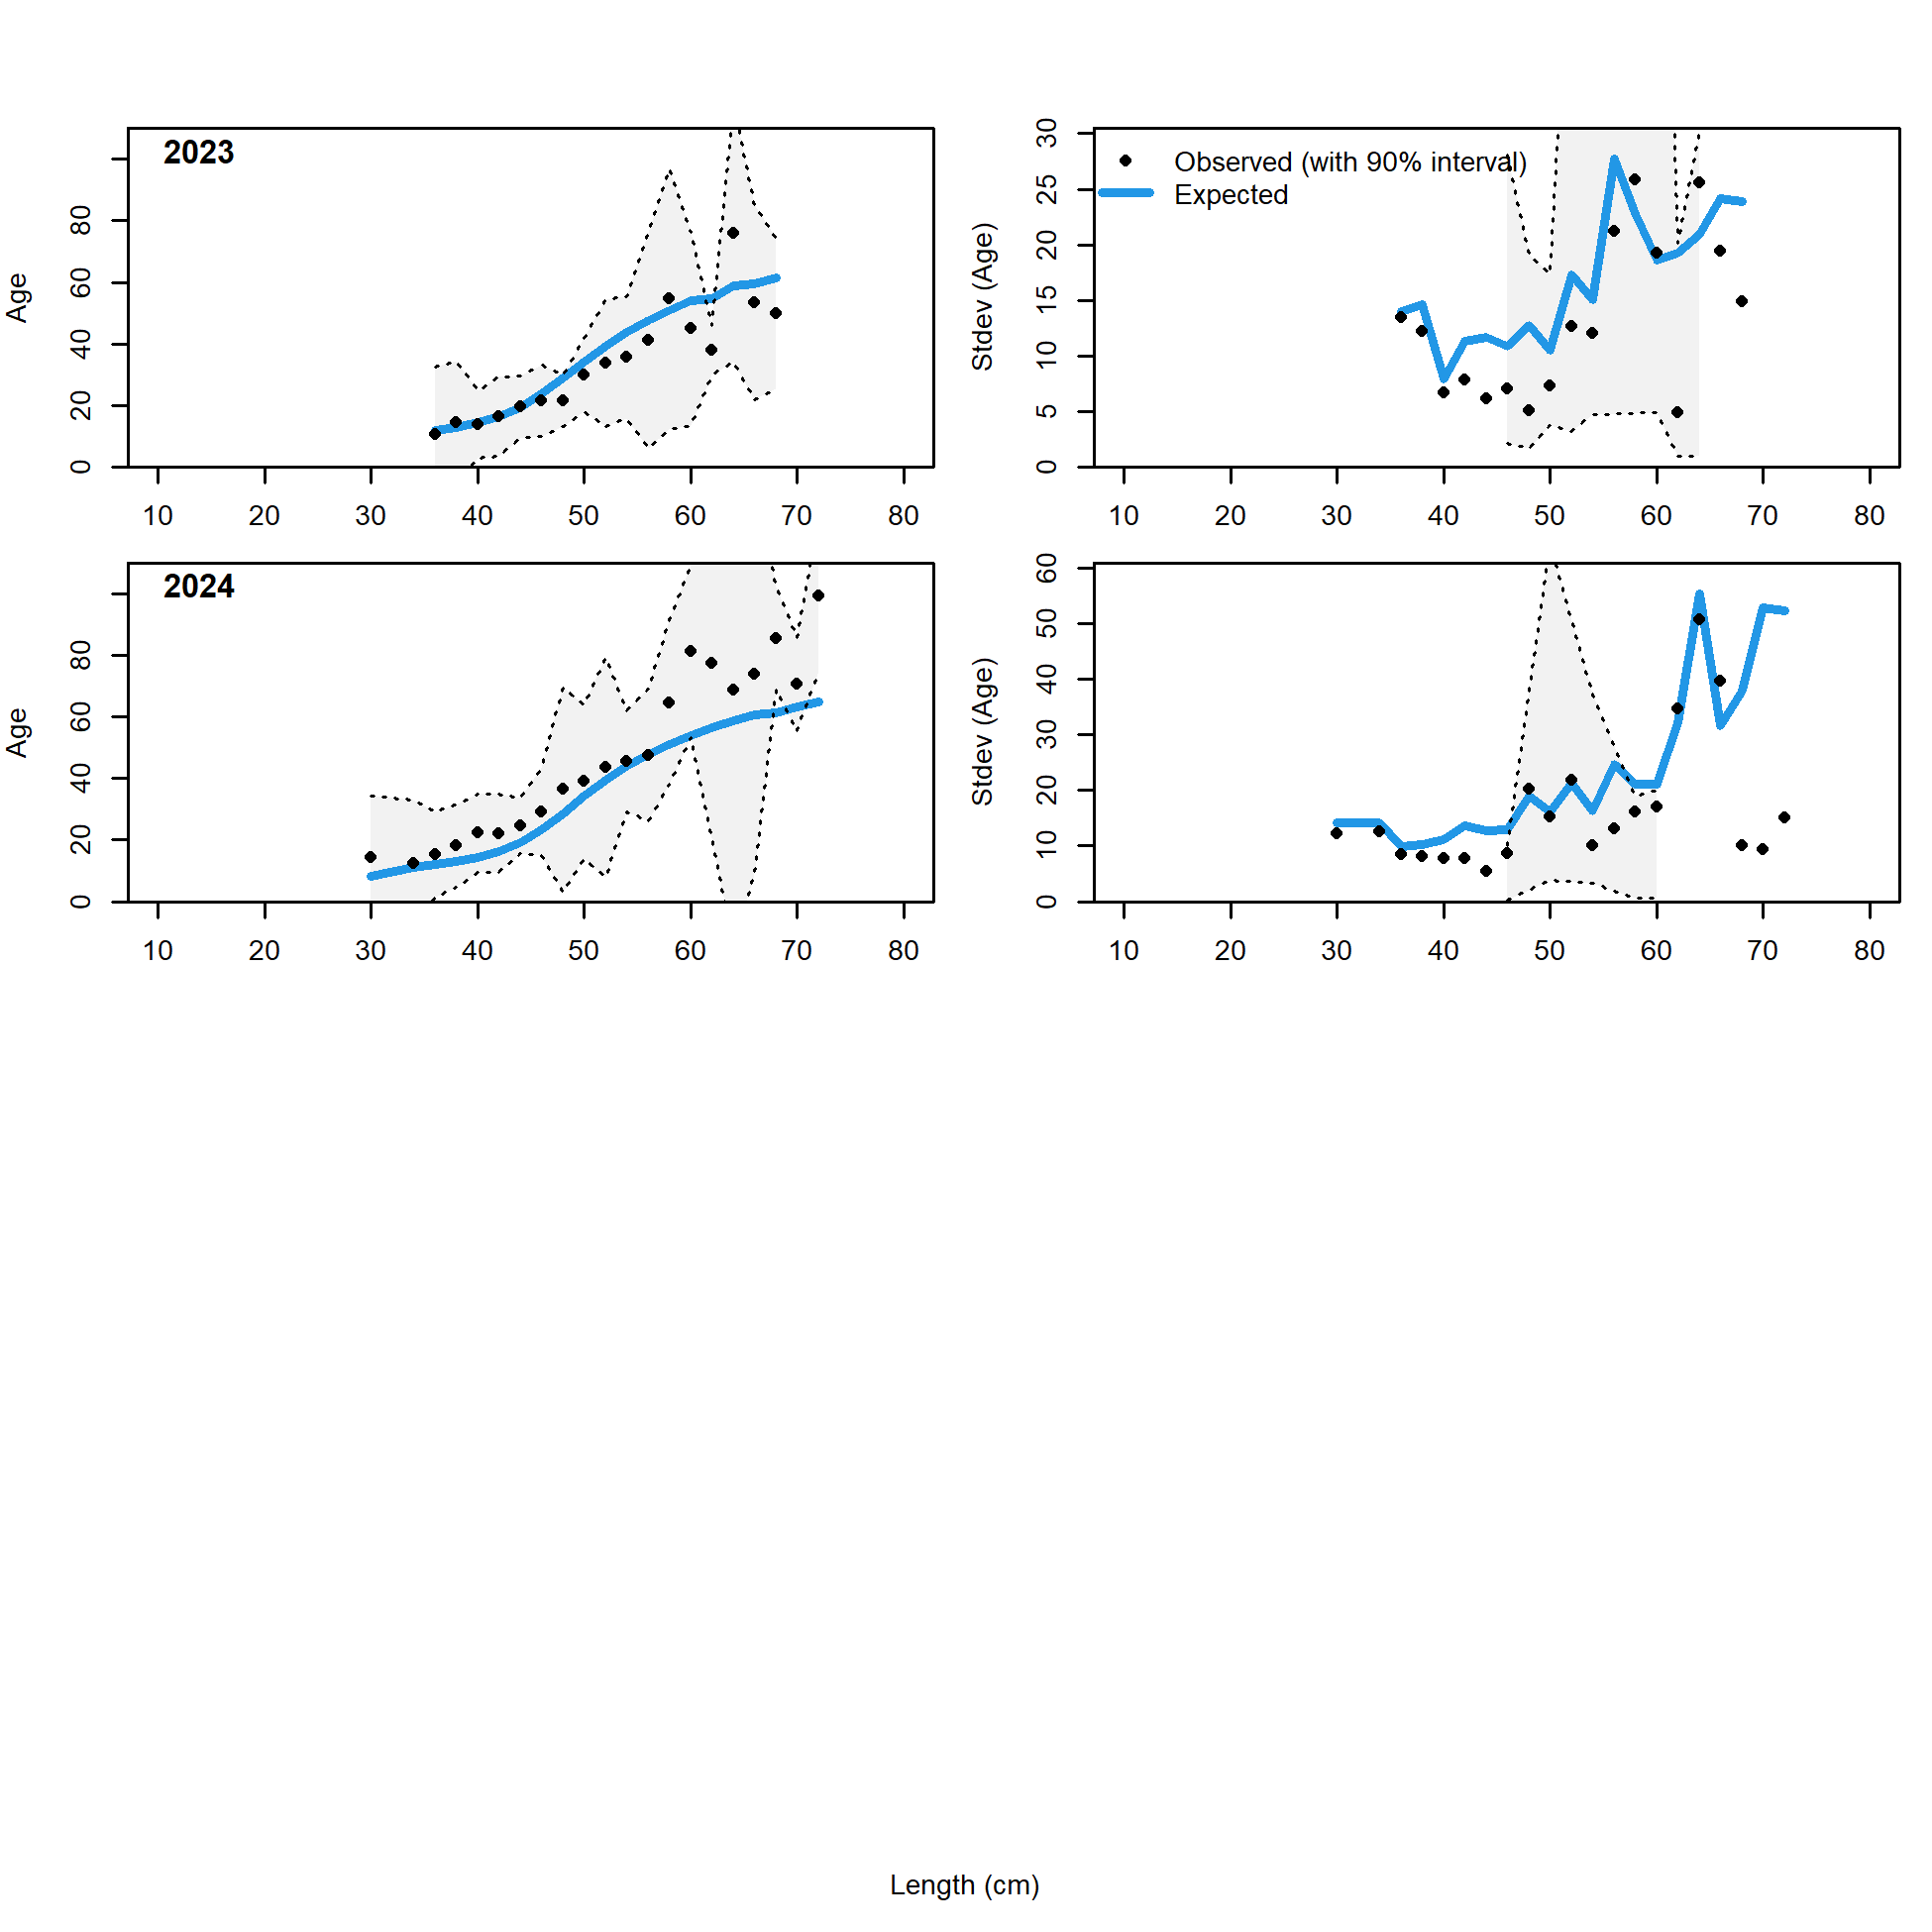 2023
Age
0 20 40 60 80
10 20 30 40 50 60 70 80
Observed (with 90% interval)
Expected
Stdev (Age)
0 5 10 15 20 25 30
10 20 30 40 50 60 70 80
2024
Age
0 20 40 60 80
10 20 30 40 50 60 70 80
Stdev (Age)
0 10 20 30 40 50 60
10 20 30 40 50 60 70 80
Length (cm)